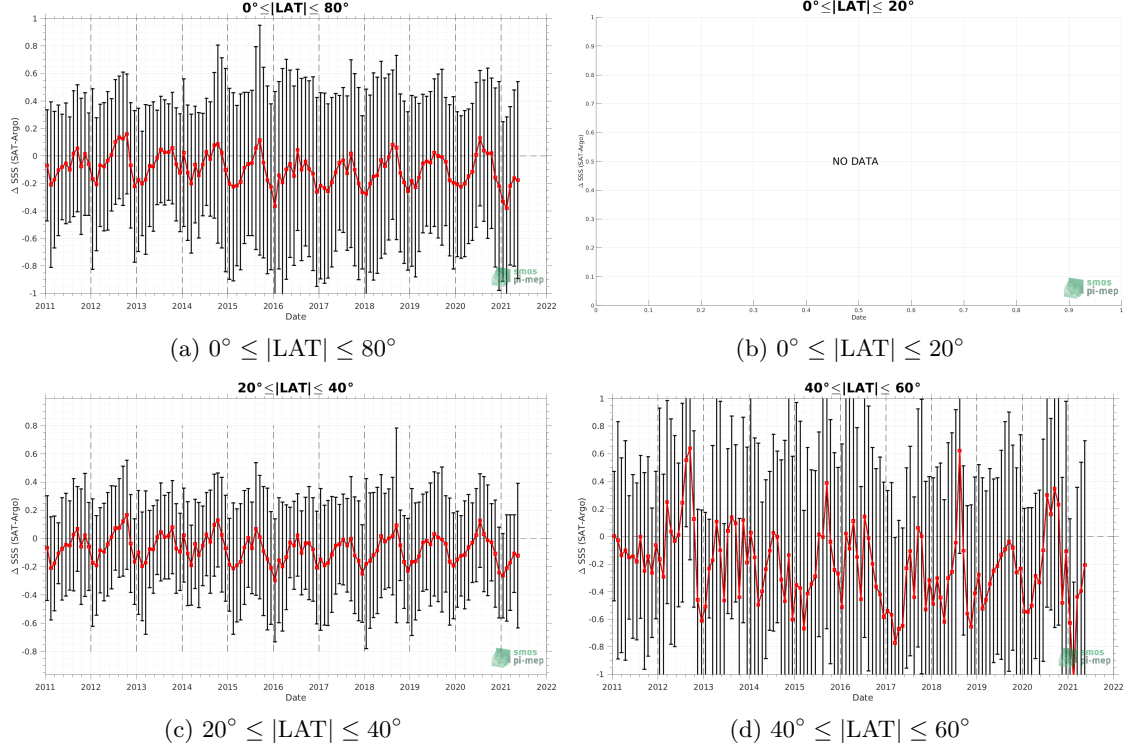 0°≤|LAT|≤ 80°
1
0.8
0.6
0.4
0.2
0
-0.2
-0.4
-0.6
-0.8
-1
Δ SSS (SAT-Argo)
2011 2012 2013 2014 2015 2016 2017 2018 2019 2020 2021 2022
Date
smos
pi-mep
(a) 0° ≤ |LAT| ≤ 80°
0°≤|LAT|≤ 20°
1
0.9
0.8
0.7
0.6
0.5
0.4
0.3
0.2
0.1
0
Δ SSS (SAT-Argo)
NO DATA
0 0.1 0.2 0.3 0.4 0.5 0.6 0.7 0.8 0.9 1
Date
smos
pi-mep
(b) 0° ≤ |LAT| ≤ 20°
20°≤|LAT|≤ 40°
0.8
0.6
0.4
0.2
0
-0.2
-0.4
-0.6
-0.8
Δ SSS (SAT-Argo)
2011 2012 2013 2014 2015 2016 2017 2018 2019 2020 2021 2022
Date
smos
pi-mep
(c) 20° ≤ |LAT| ≤ 40°
40°≤|LAT|≤ 60°
1
0.8
0.6
0.4
0.2
0
-0.2
-0.4
-0.6
-0.8
-1
Δ SSS (SAT-Argo)
2011 2012 2013 2014 2015 2016 2017 2018 2019 2020 2021 2022
Date
smos
pi-mep
(d) 40° ≤ |LAT| ≤ 60°